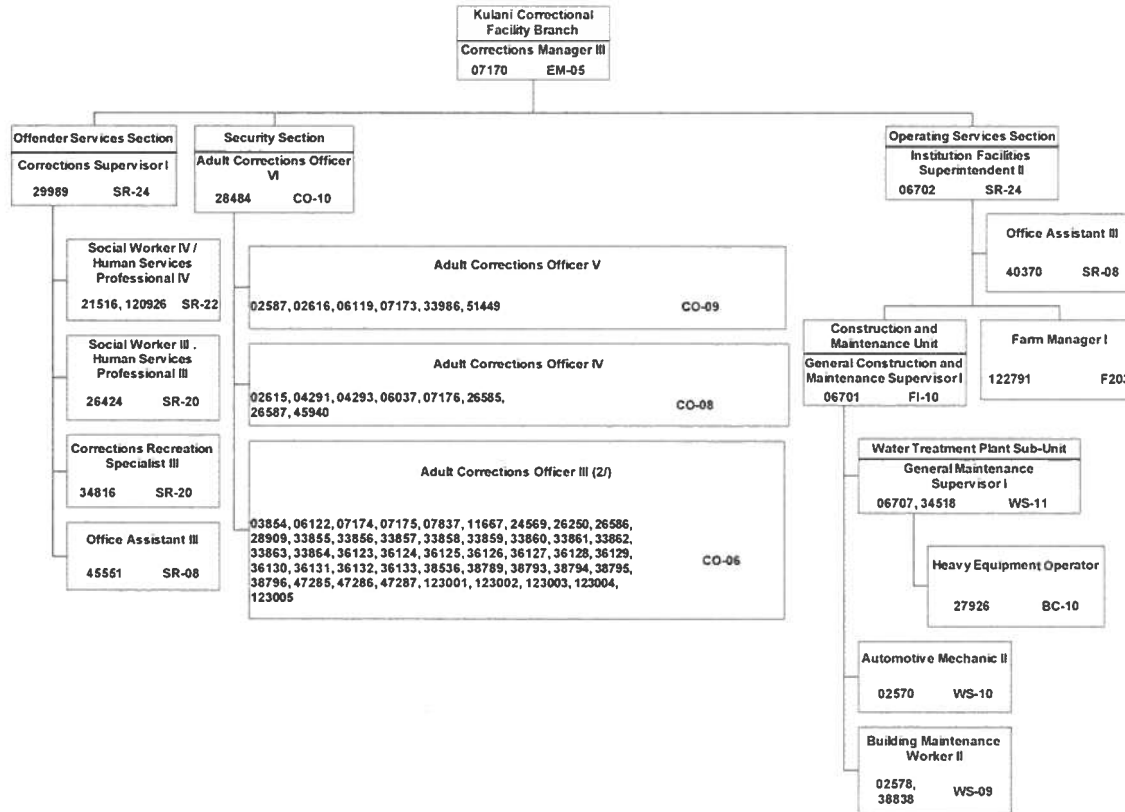 Kulani Correctional
Facility Branch
Corrections Manager III
07170 EM-05
Offender Services Section
Corrections Supervisor I
29989 SR-24
Social Worker IV /
Human Services
Professional IV
21516, 120926 SR-22
Social Worker III .
Human Services
Professional III
26424 SR-20
Corrections Recreation
Specialist III
34816 SR-20
Office Assistant III
45551 SR-08
Security Section
Adult Corrections Officer
VI
28484 CO-10
Adult Corrections Officer V
02587, 02616, 06119, 07173, 33986, 51449 CO-09
Adult Corrections Officer IV
02615, 04291, 04293, 06037, 07176, 26585,
26587, 45940 CO-08
Adult Corrections Officer III (2/)
03854, 06122, 07174, 07175, 07837, 11667, 24569, 26250, 26586,
28909, 33855, 33856, 33857, 33858, 33859, 33860, 33861, 33862,
33863, 33864, 36123, 36124, 36125, 36126, 36127, 36128, 36129,
36130, 36131, 36132, 36133, 38536, 38789, 38793, 38794, 38795,
38796, 47285, 47286, 47287, 123001, 123002, 123003, 123004,
123005
CO-06
Operating Services Section
Institution Facilities
Superintendent II
06702 SR-24
Office Assistant III
40370 SR-08
Construction and
Maintenance Unit
General Construction and
Maintenance Supervisor I
06701 FI-10
Farm Manager I
122791 F203
Water Treatment Plant Sub-Unit
General Maintenance
Supervisor I
06707, 34518 WS-11
Heavy Equipment Operator
27926 BC-10
Automotive Mechanic II
02570 WS-10
Building Maintenance
Worker II
02578,
38838 WS-09